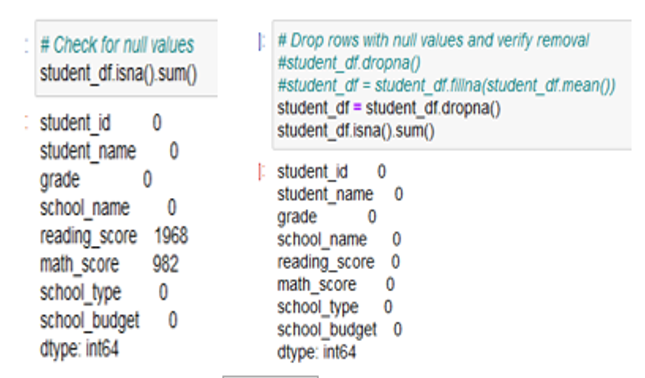 # Check for null values
student_df.isna().sum()
student_id 0
student_name 0
grade 0
school_name 0
reading_score 1968
math_score 982
school_type 0
school_budget 0
dtype: int64
# Drop rows with null values and verify removal
#student_df.dropna()
#student_df = student_df.fillna(student_df.mean())
student_df = student_df.dropna()
student_df.isna().sum()
student_id 0
student_name 0
grade 0
school_name 0
reading_score 0
math_score 0
school_type 0
school_budget 0
dtype: int64